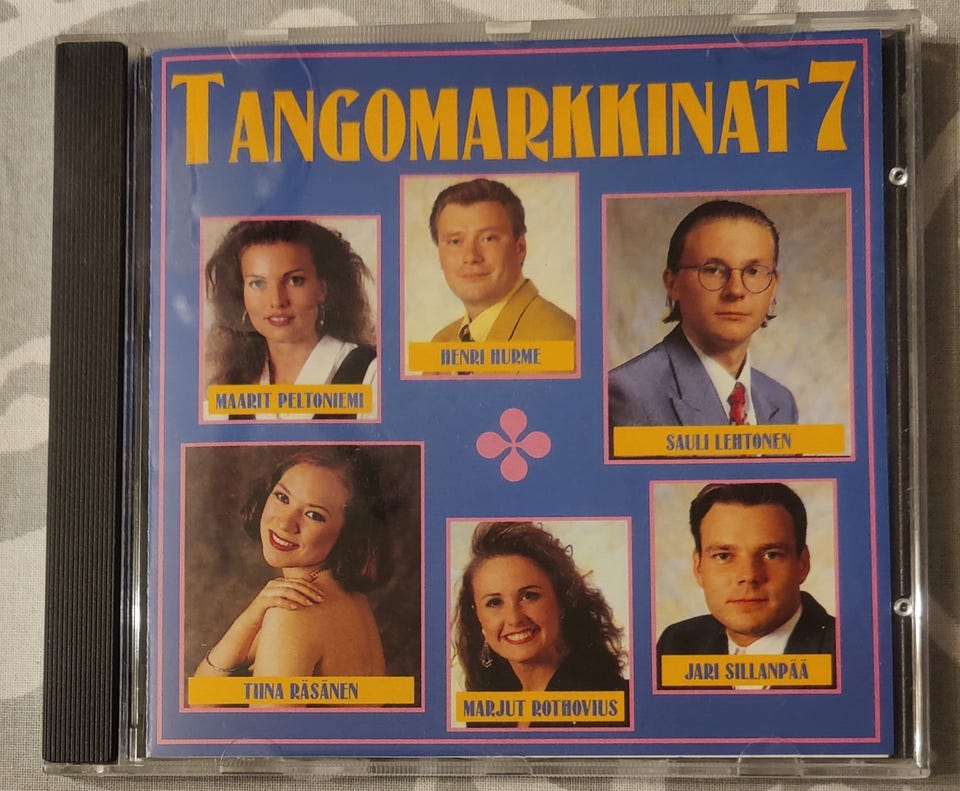 TANGOMARKKINAT 7
MAARIT PELTONIEMI
HENRI HURME
SAULI LEHTONEN
TIINA RÄSÄNEN
MARJUT ROTHOVIUS
JARI SILLANPÄÄ